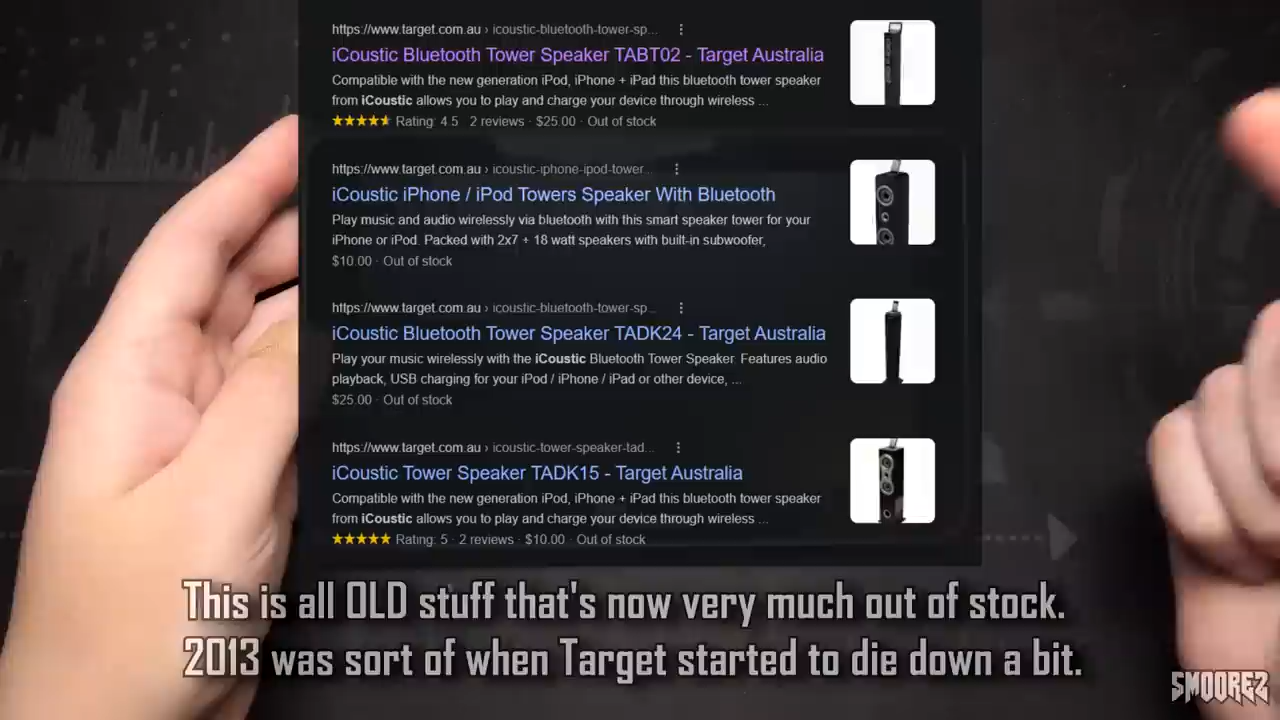 https://www.target.com.au › icoustic-bluetooth-tower-sp...
iCoustic Bluetooth Tower Speaker TABT02 - Target Australia
Compatible with the new generation iPod, iPhone + iPad this bluetooth tower speaker
from iCoustic allows you to play and charge your device through wireless ...
Rating: 4.5 · 2 reviews · $25.00 · Out of stock
https://www.target.com.au › icoustic-iphone-ipod-tower...
iCoustic iPhone / iPod Towers Speaker With Bluetooth
Play music and audio wirelessly via bluetooth with this smart speaker tower for your
iPhone or iPod. Packed with 2x7 + 18 watt speakers with built-in subwoofer,
$10.00 · Out of stock
https://www.target.com.au › icoustic-bluetooth-tower-sp...
iCoustic Bluetooth Tower Speaker TADK24 - Target Australia
Play your music wirelessly with the iCoustic Bluetooth Tower Speaker. Features audio
playback, USB charging for your iPod / iPhone / iPad or other device, ...
$25.00 · Out of stock
https://www.target.com.au › icoustic-tower-speaker-tad...
iCoustic Tower Speaker TADK15 - Target Australia
Compatible with the new generation iPod, iPhone + iPad this bluetooth tower speaker
from iCoustic allows you to play and charge your device through wireless ...
Rating: 5 · 2 reviews · $10.00 · Out of stock
This is all OLD stuff that's now very much out of stock.
2013 was sort of when Target started to die down a bit.
SMOOREZ